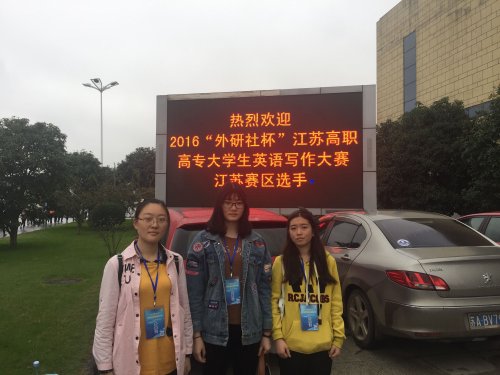 热烈欢迎
2016“外研社杯”江苏高职
高专大学生英语写作大赛
江苏赛区选手